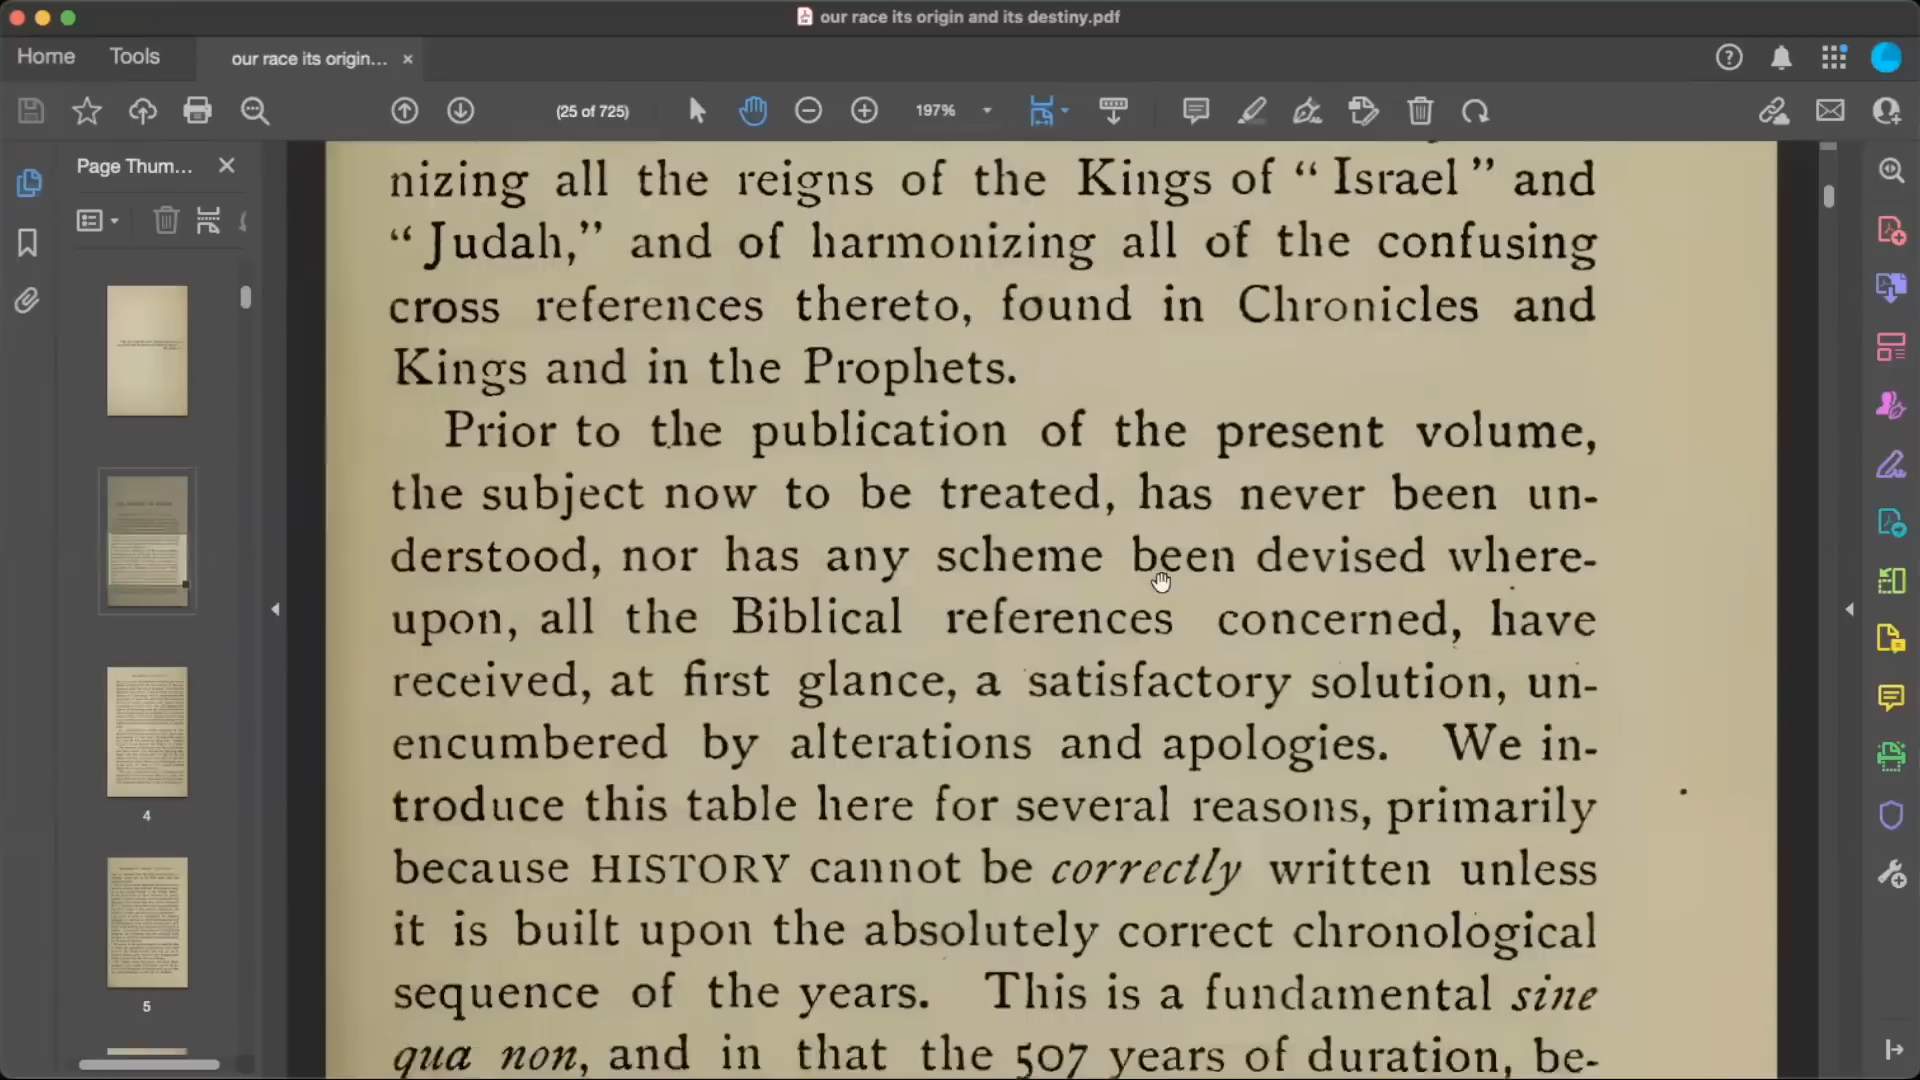 our race its origin and its destiny.pdf
Home
Tools
our race its origin...
(25 of 725)
197%
Page Thum...
4
5
nizing all the reigns of the Kings of “ Israel ” and
“ Judah,” and of harmonizing all of the confusing
cross references thereto, found in Chronicles and
Kings and in the Prophets.
Prior to the publication of the present volume,
the subject now to be treated, has never been un-
derstood, nor has any scheme been devised where-
upon, all the Biblical references concerned, have
received, at first glance, a satisfactory solution, un-
encumbered by alterations and apologies. We in-
troduce this table here for several reasons, primarily
because HISTORY cannot be correctly written unless
it is built upon the absolutely correct chronological
sequence of the years. This is a fundamental sine
qua non, and in that the 507 years of duration, be-